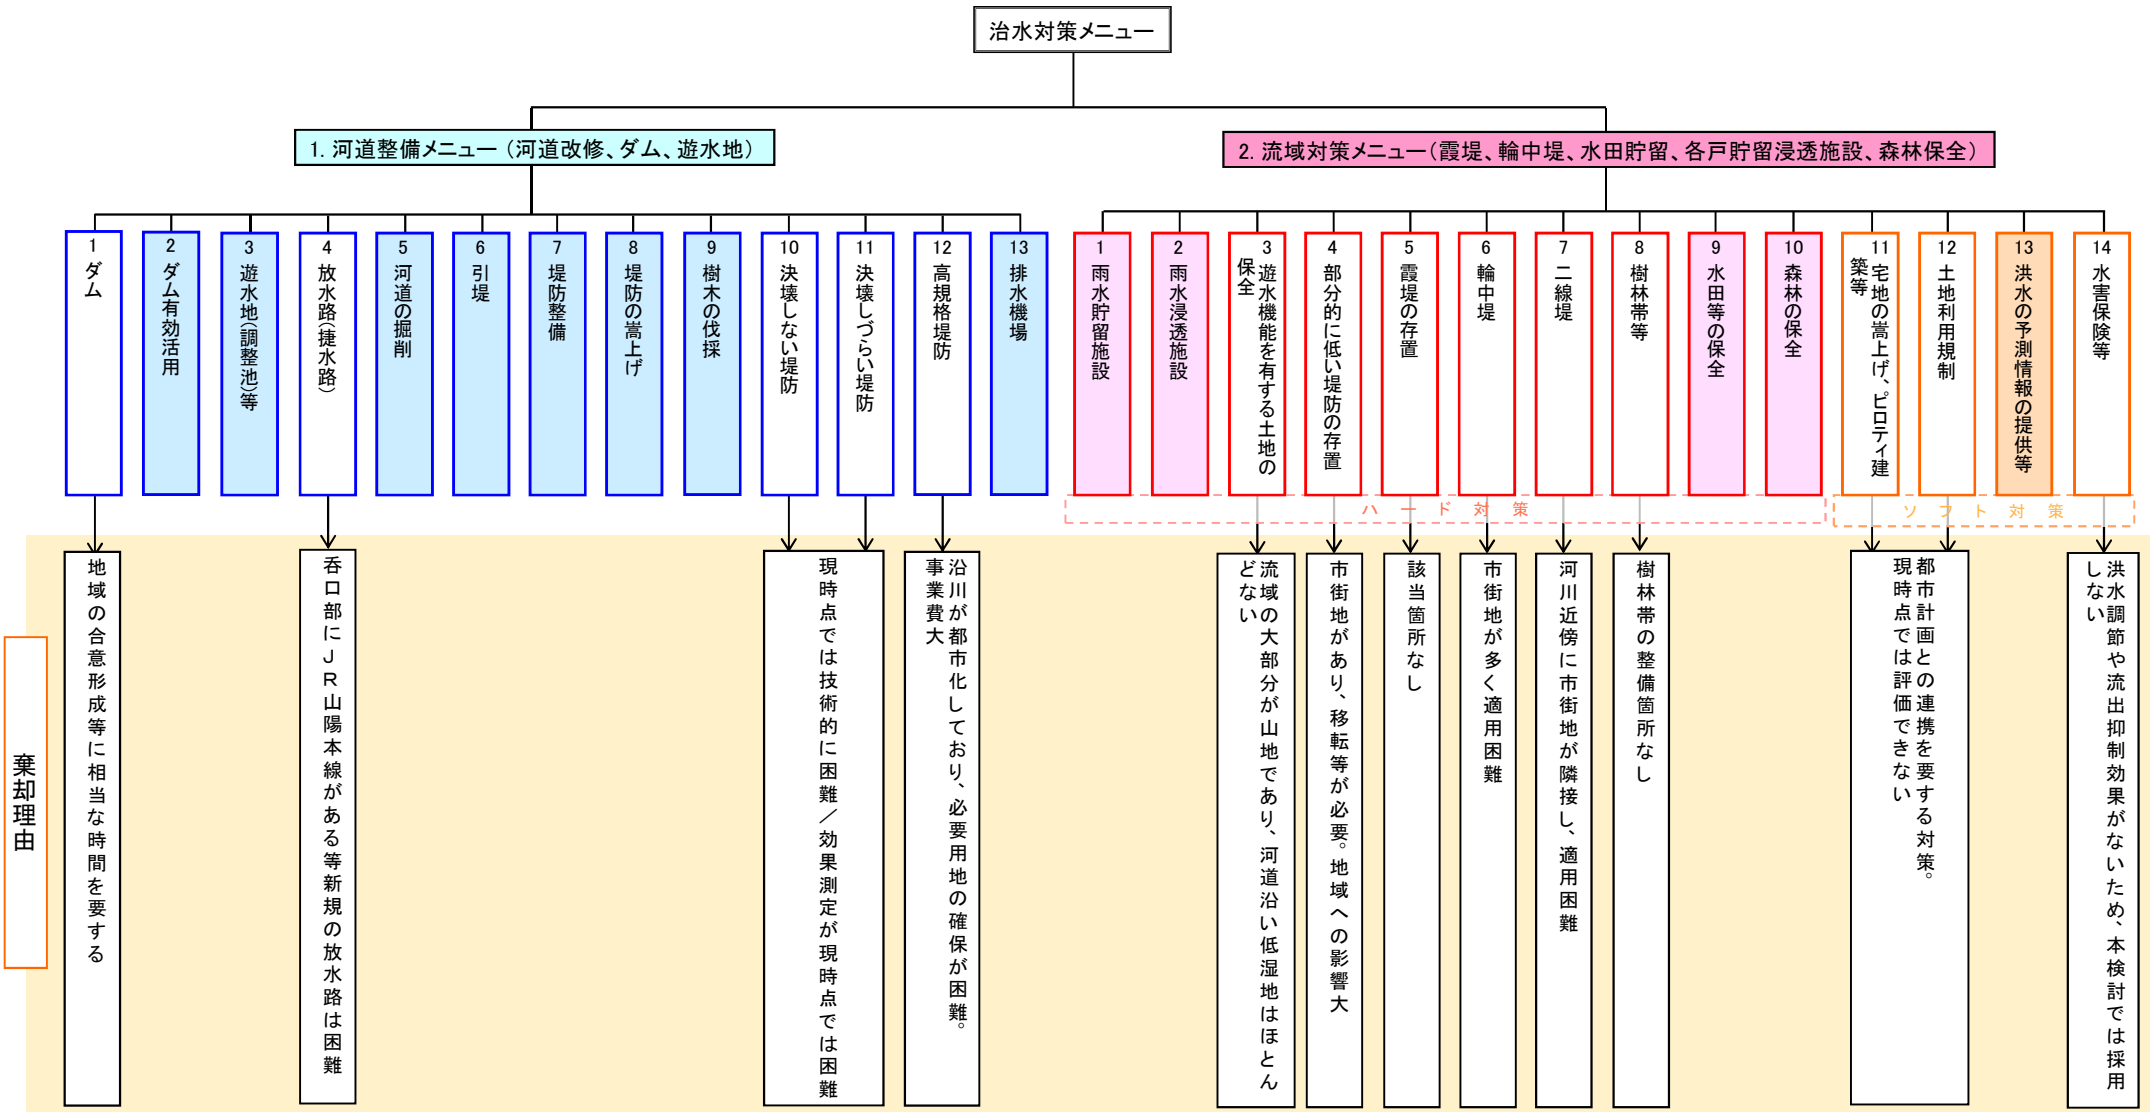 治水対策メニュー
1. 河道整備メニュー（河道改修、ダム、遊水地）
2. 流域対策メニュー（霞堤、輪中堤、水田貯留、各戸貯留浸透施設、森林保全）
1 ダム
2 ダム有効活用
3 遊水地（調整池）等
4 放水路（捷水路）
5 河道の掘削
6 引堤
7 堤防整備
8 堤防の嵩上げ
9 樹木の伐採
10 決壊しない堤防
11 決壊しづらい堤防
12 高規格堤防
13 排水機場
1 雨水貯留施設
2 雨水浸透施設
3 遊水機能を有する土地の
保全
4 部分的に低い堤防の存置
5 霞堤の存置
6 輪中堤
7 二線堤
8 樹林帯等
9 水田等の保全
10 森林の保全
11 宅地の嵩上げ、ピロティ建
築等
12 土地利用規制
13 洪水の予測情報の提供等
14 水害保険等
ハード対策
ソフト対策
棄却理由
地域の合意形成等に相当な時間を要する
呑口部にＪＲ山陽本線がある等新規の放水路は困難
現時点では技術的に困難／効果測定が現時点では困難
沿川が都市化しており、必要用地の確保が困難。
事業費大
流域の大部分が山地であり、河道沿い低湿地はほとん
どない
市街地があり、移転等が必要。地域への影響大
該当箇所なし
市街地が多く適用困難
河川近傍に市街地が隣接し、適用困難
樹林帯の整備箇所なし
都市計画との連携を要する対策。
現時点では評価できない
洪水調節や流出抑制効果がないため、本検討では採用
しない